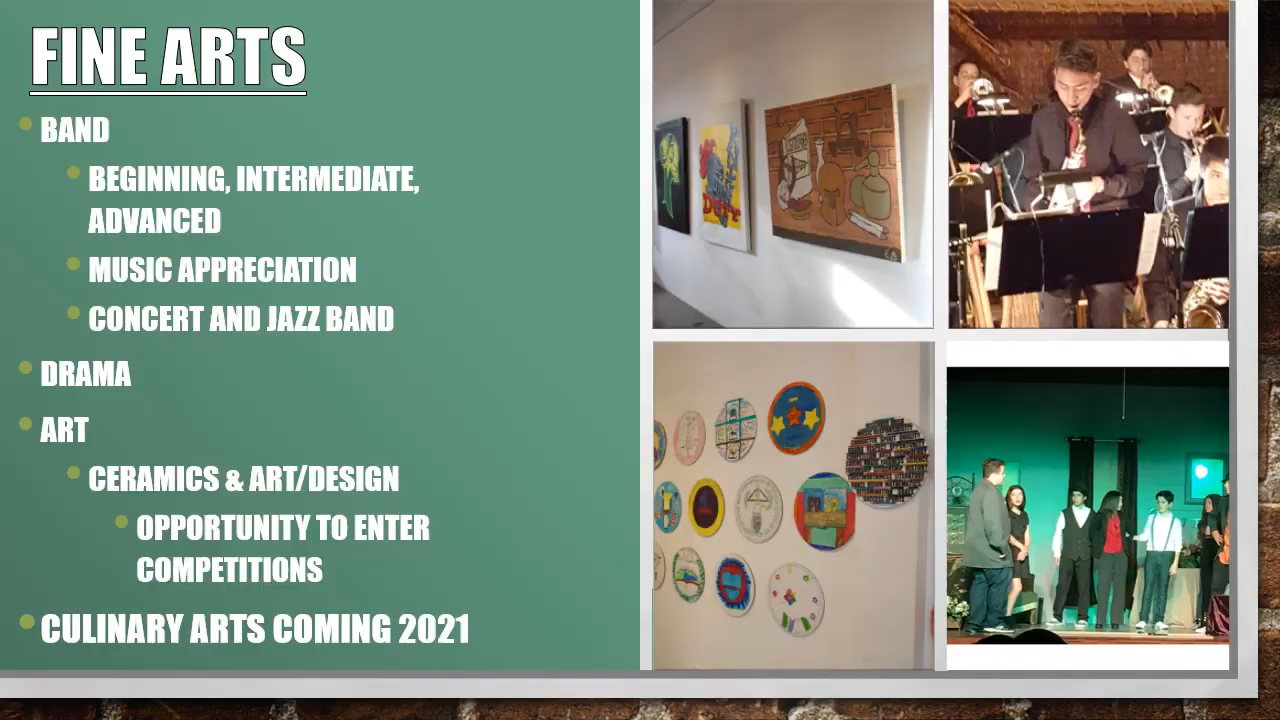 FINE ARTS
BAND
BEGINNING, INTERMEDIATE,
ADVANCED
MUSIC APPRECIATION
CONCERT AND JAZZ BAND
DRAMA
ART
CERAMICS & ART/DESIGN
OPPORTUNITY TO ENTER
COMPETITIONS
CULINARY ARTS COMING 2021